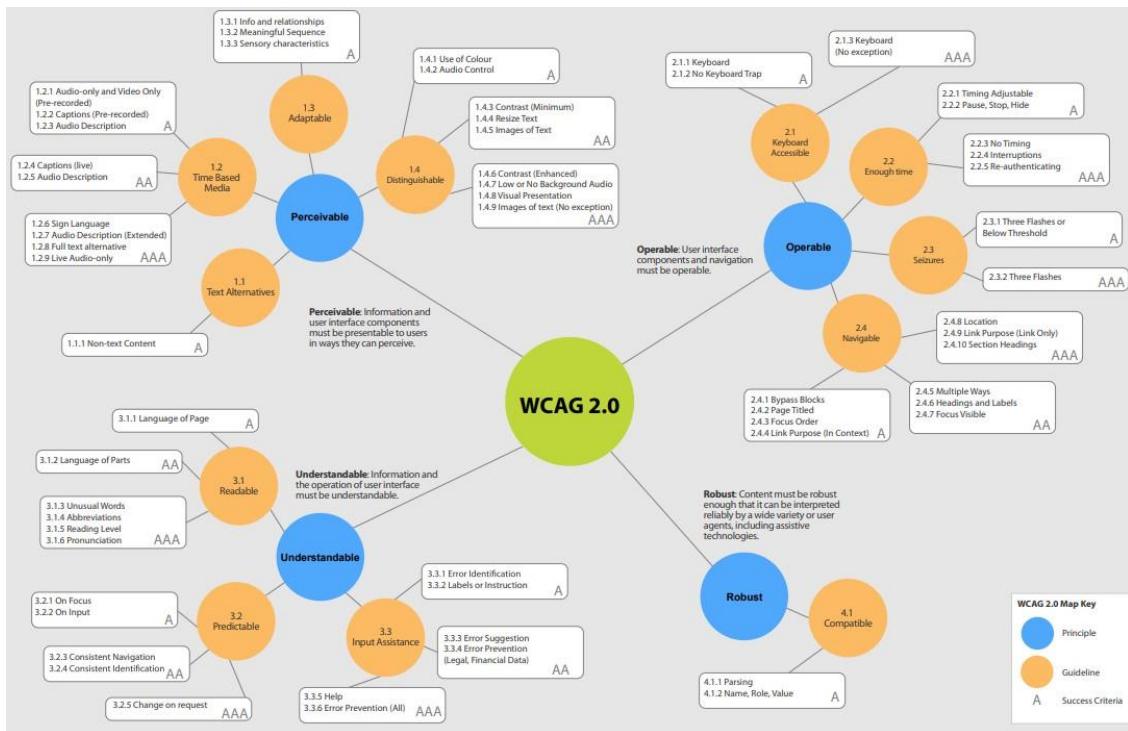 1.3.1 Info and relationships
1.3.2 Meaningful Sequence
1.3.3 Sensory characteristics
A
1.3
Adaptable
1.4.1 Use of Colour
1.4.2 Audio Control
A
1.4.3 Contrast (Minimum)
1.4.4 Resize Text
1.4.5 Images of Text
AA
1.4.6 Contrast (Enhanced)
1.4.7 Low or No Background Audio
1.4.8 Visual Presentation
1.4.9 Images of text (No exception)
AAA
1.4
Distinguishable
1.2.1 Audio-only and Video Only
(Pre-recorded)
1.2.2 Captions (Pre-recorded)
1.2.3 Audio Description
A
1.2.4 Captions (live)
1.2.5 Audio Description
AA
1.2.6 Sign Language
1.2.7 Audio Description (Extended)
1.2.8 Full text alternative
1.2.9 Live Audio-only
AAA
1.2
Time Based
Media
Perceivable
1.1
Text Alternatives
1.1.1 Non-text Content
A
Perceivable: Information and
user interface components
must be presentable to users
in ways they can perceive.
2.1.1 Keyboard
2.1.2 No Keyboard Trap
A
2.1.3 Keyboard
(No exception)
AAA
2.1
Keyboard
Accessible
2.2.1 Timing Adjustable
2.2.2 Pause, Stop, Hide
A
2.2.3 No Timing
2.2.4 Interruptions
2.2.5 Re-authenticating
AAA
2.2
Enough time
Operable: User interface
components and navigation
must be operable.
Operable
2.3
Seizures
2.3.1 Three Flashes or
Below Threshold
A
2.3.2 Three Flashes
AAA
2.4
Navigable
2.4.8 Location
2.4.9 Link Purpose (Link Only)
2.4.10 Section Headings
AAA
2.4.5 Multiple Ways
2.4.6 Headings and Labels
2.4.7 Focus Visible
AA
2.4.1 Bypass Blocks
2.4.2 Page Titled
2.4.3 Focus Order
2.4.4 Link Purpose (In Context)
A
WCAG 2.0
3.1.1 Language of Page
A
3.1.2 Language of Parts
AA
3.1.3 Unusual Words
3.1.4 Abbreviations
3.1.5 Reading Level
3.1.6 Pronunciation
AAA
3.1
Readable
Understandable: Information and
the operation of user interface
must be understandable.
Understandable
3.2.1 On Focus
3.2.2 On Input
A
3.2.3 Consistent Navigation
3.2.4 Consistent Identification
AA
3.2.5 Change on request
AAA
3.2
Predictable
3.3
Input Assistance
3.3.1 Error Identification
3.3.2 Labels or Instruction
A
3.3.3 Error Suggestion
3.3.4 Error Prevention
(Legal, Financial Data)
AA
3.3.5 Help
3.3.6 Error Prevention (All)
AAA
Robust: Content must be robust
enough that it can be interpreted
reliably by a wide variety or user
agents, including assistive
technologies.
Robust
4.1
Compatible
4.1.1 Parsing
4.1.2 Name, Role, Value
A
WCAG 2.0 Map Key
Principle
Guideline
A Success Criteria